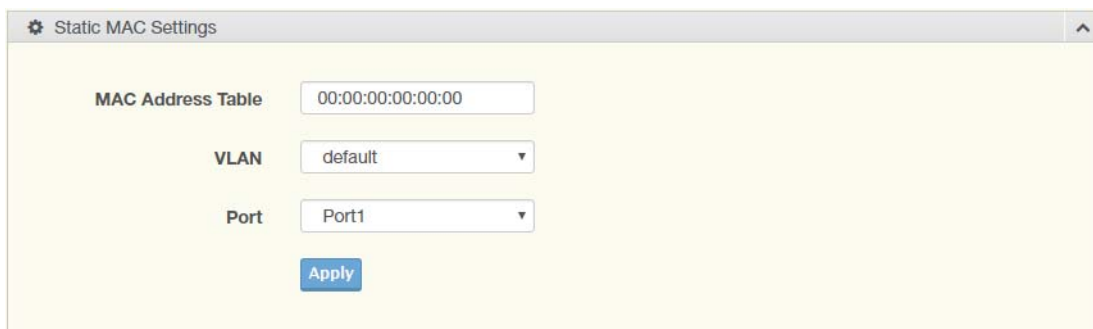 Static MAC Settings
MAC Address Table 00:00:00:00:00:00
VLAN default
Port Port1
Apply